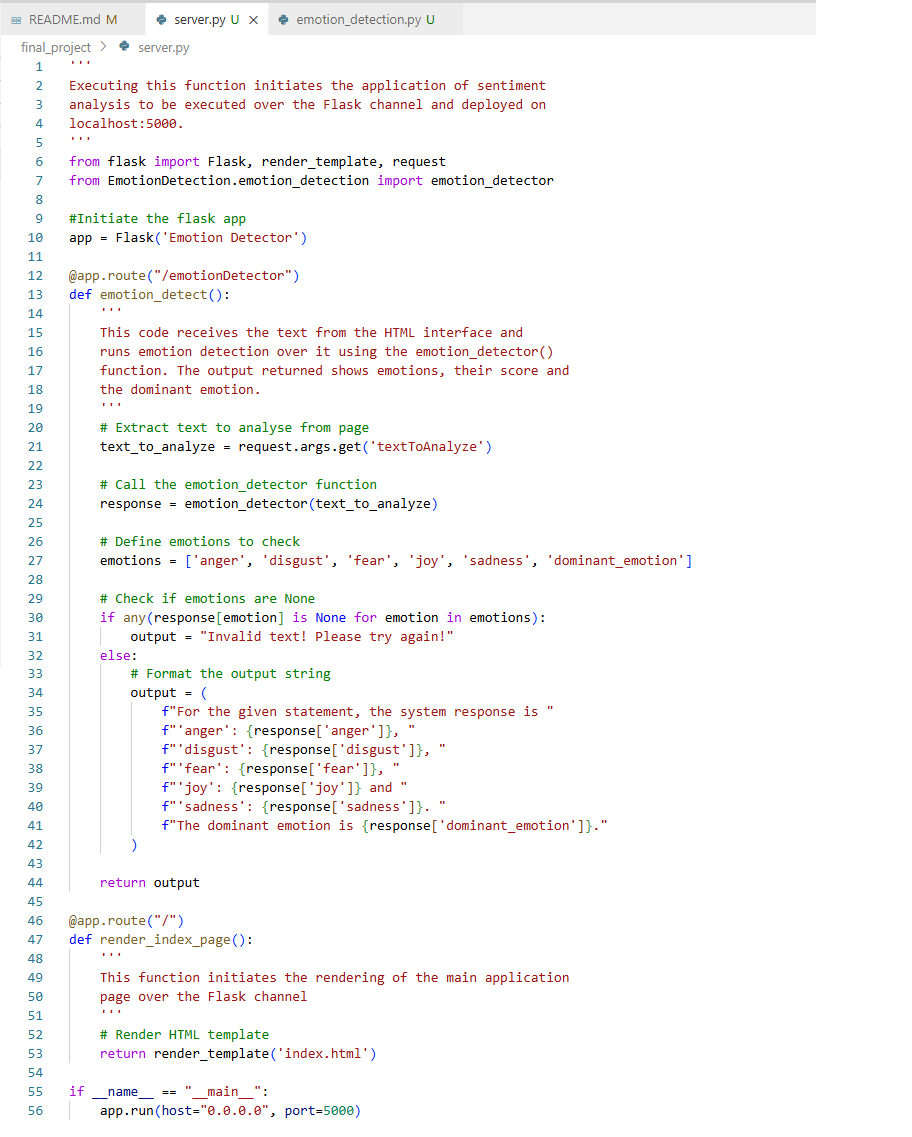 README.md M server.py U × emotion_detection.py U
final_project > server.py
1 '''
2 Executing this function initiates the application of sentiment
3 analysis to be executed over the Flask channel and deployed on
4 localhost:5000.
5 '''
6 from flask import Flask, render_template, request
7 from EmotionDetection.emotion_detection import emotion_detector
8
9 #Initiate the flask app
10 app = Flask('Emotion Detector')
11
12 @app.route("/emotionDetector")
13 def emotion_detect():
14     '''
15     This code receives the text from the HTML interface and
16     runs emotion detection over it using the emotion_detector()
17     function. The output returned shows emotions, their score and
18     the dominant emotion.
19     '''
20     # Extract text to analyse from page
21     text_to_analyze = request.args.get('textToAnalyze')
22
23     # Call the emotion_detector function
24     response = emotion_detector(text_to_analyze)
25
26     # Define emotions to check
27     emotions = ['anger', 'disgust', 'fear', 'joy', 'sadness', 'dominant_emotion']
28
29     # Check if emotions are None
30     if any(response[emotion] is None for emotion in emotions):
31         output = "Invalid text! Please try again!"
32     else:
33         # Format the output string
34         output = (
35             f"For the given statement, the system response is "
36             f"'anger': {response['anger']}, "
37             f"'disgust': {response['disgust']}, "
38             f"'fear': {response['fear']}, "
39             f"'joy': {response['joy']} and "
40             f"'sadness': {response['sadness']}. "
41             f"The dominant emotion is {response['dominant_emotion']}."
42         )
43
44     return output
45
46 @app.route("/")
47 def render_index_page():
48     '''
49     This function initiates the rendering of the main application
50     page over the Flask channel
51     '''
52     # Render HTML template
53     return render_template('index.html')
54
55 if __name__ == "__main__":
56     app.run(host="0.0.0.0", port=5000)